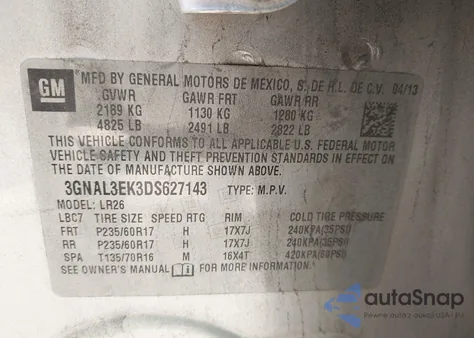 GM
MFD BY GENERAL MOTORS DE MEXICO, S. DE R.L. DE C.V. 04/13
GVWR GAWR FRT GAWR RR
2189 KG 1130 KG 1280 KG
4825 LB 2491 LB 2822 LB
THIS VEHICLE CONFORMS TO ALL APPLICABLE U.S. FEDERAL MOTOR
VEHICLE SAFETY AND THEFT PREVENTION STANDARDS IN EFFECT ON
THE DATE OF MANUFACTURE SHOWN ABOVE.
3GNAL3EK3DS627143 TYPE: M.P.V.
MODEL: LR26
LBC7 TIRE SIZE SPEED RTG RIM COLD TIRE PRESSURE
FRT P235/60R17 H 17X7J 240KPA(35PSI)
RR P235/60R17 H 17X7J 240KPA(35PSI)
SPA T135/70R16 M 16X4T 420KPA(60PSI)
SEE OWNER'S MANUAL FOR MORE INFORMATION.
autoSnap